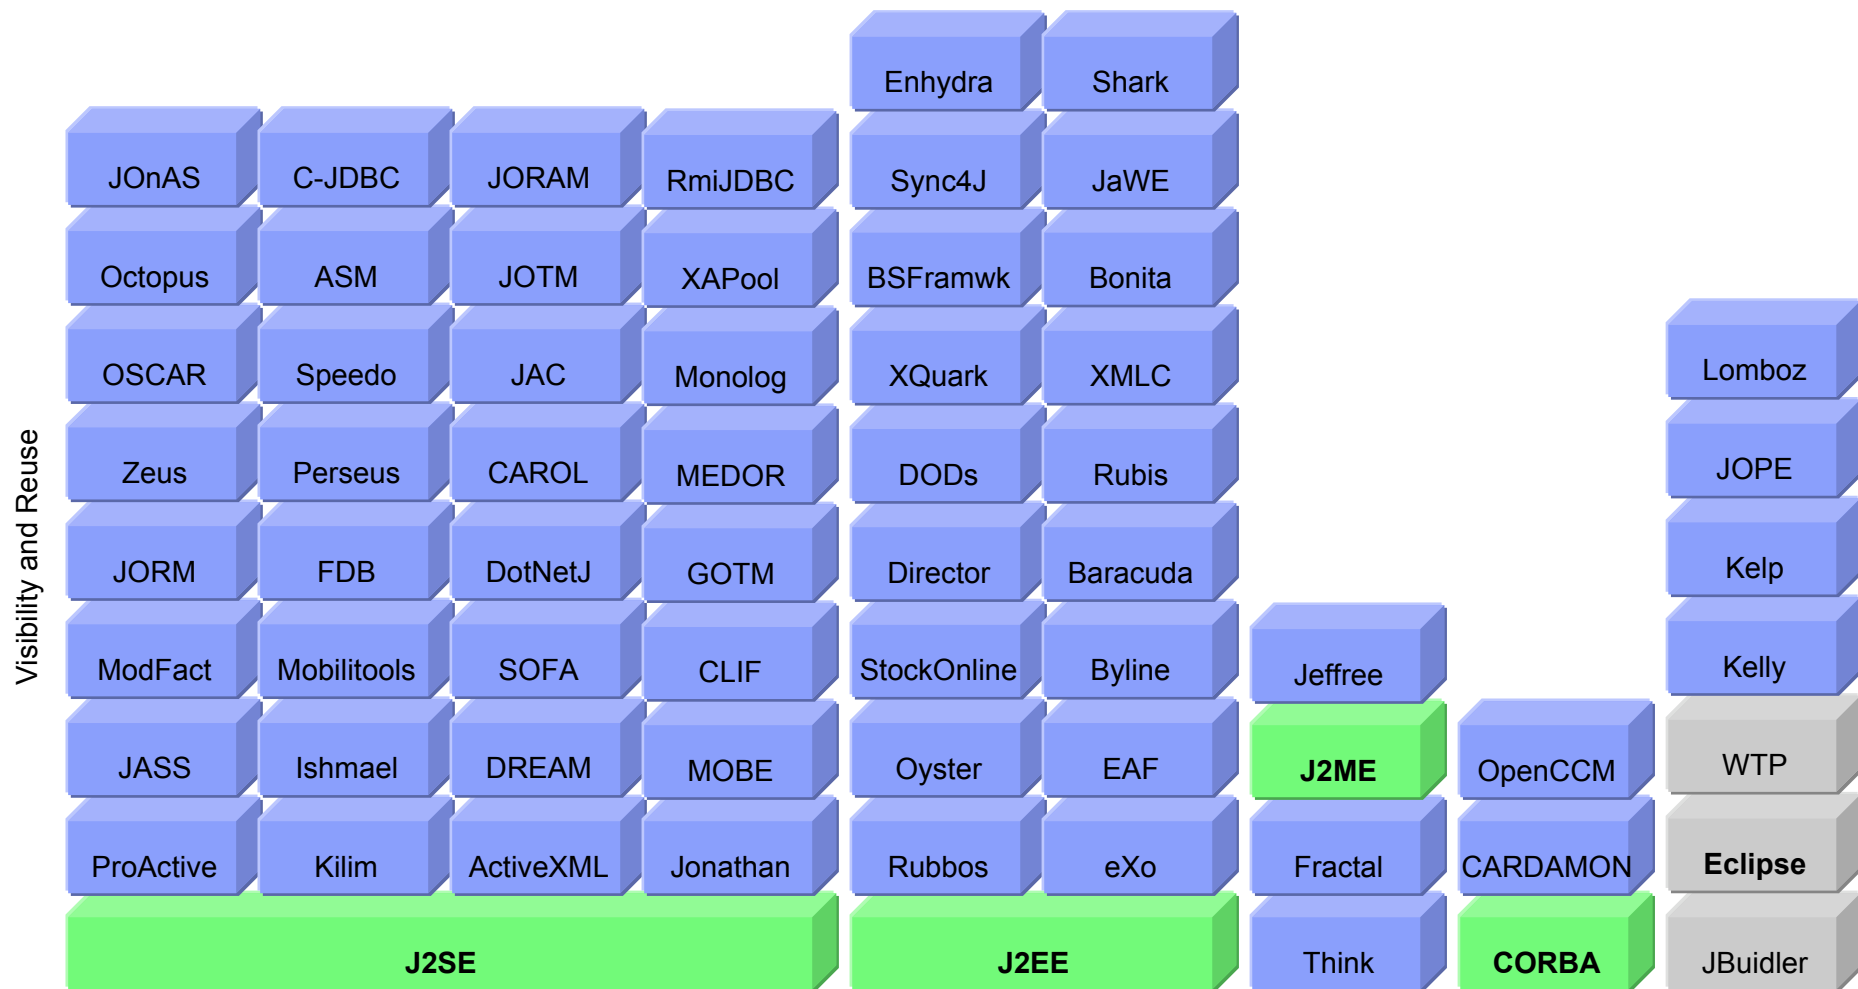 Enhydra Shark
JOnAS C-JDBC JORAM RmiJDBC Sync4J JaWE
Octopus ASM JOTM XAPool BSFramwk Bonita
OSCAR Speedo JAC Monolog XQuark XMLC Lomboz
Zeus Perseus CAROL MEDOR DODs Rubis JOPE
JORM FDB DotNetJ GOTM Director Baracuda Kelp
ModFact Mobilitools SOFA CLIF StockOnline Byline Jeffree Kelly
JASS Ishmael DREAM MOBE Oyster EAF J2ME OpenCCM WTP
ProActive Kilim ActiveXML Jonathan Rubbos eXo Fractal CARDAMON Eclipse
J2SE J2EE Think CORBA JBuidler
Visibility and Reuse